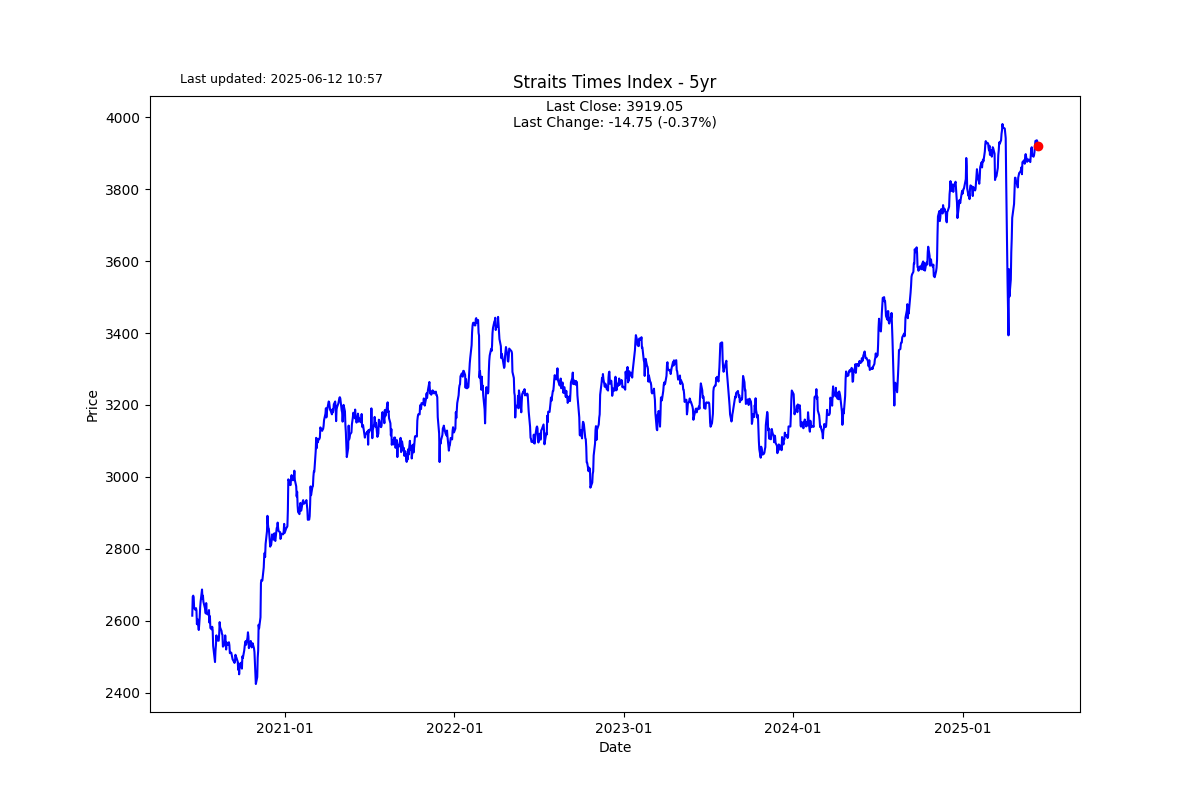 Last updated: 2025-06-12 10:57
Straits Times Index - 5yr
Last Close: 3919.05
Last Change: -14.75 (-0.37%)
4000
3800
3600
3400
3200
3000
2800
2600
2400
Price
2021-01
2022-01
2023-01
2024-01
2025-01
Date